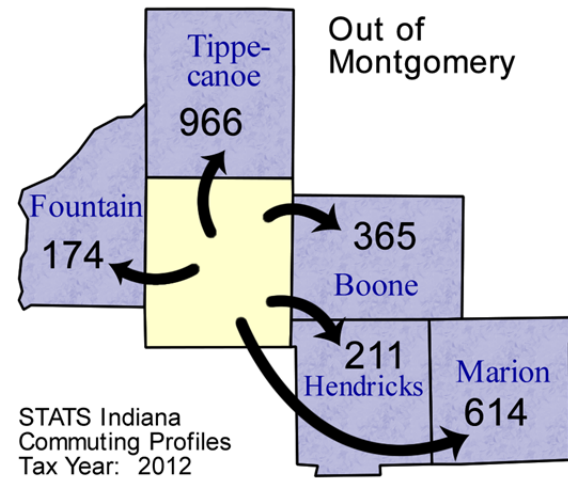 Out of
Montgomery
Tippe-
canoe
966
Fountain
174
365
Boone
211
Hendricks
Marion
614
STATS Indiana
Commuting Profiles
Tax Year: 2012